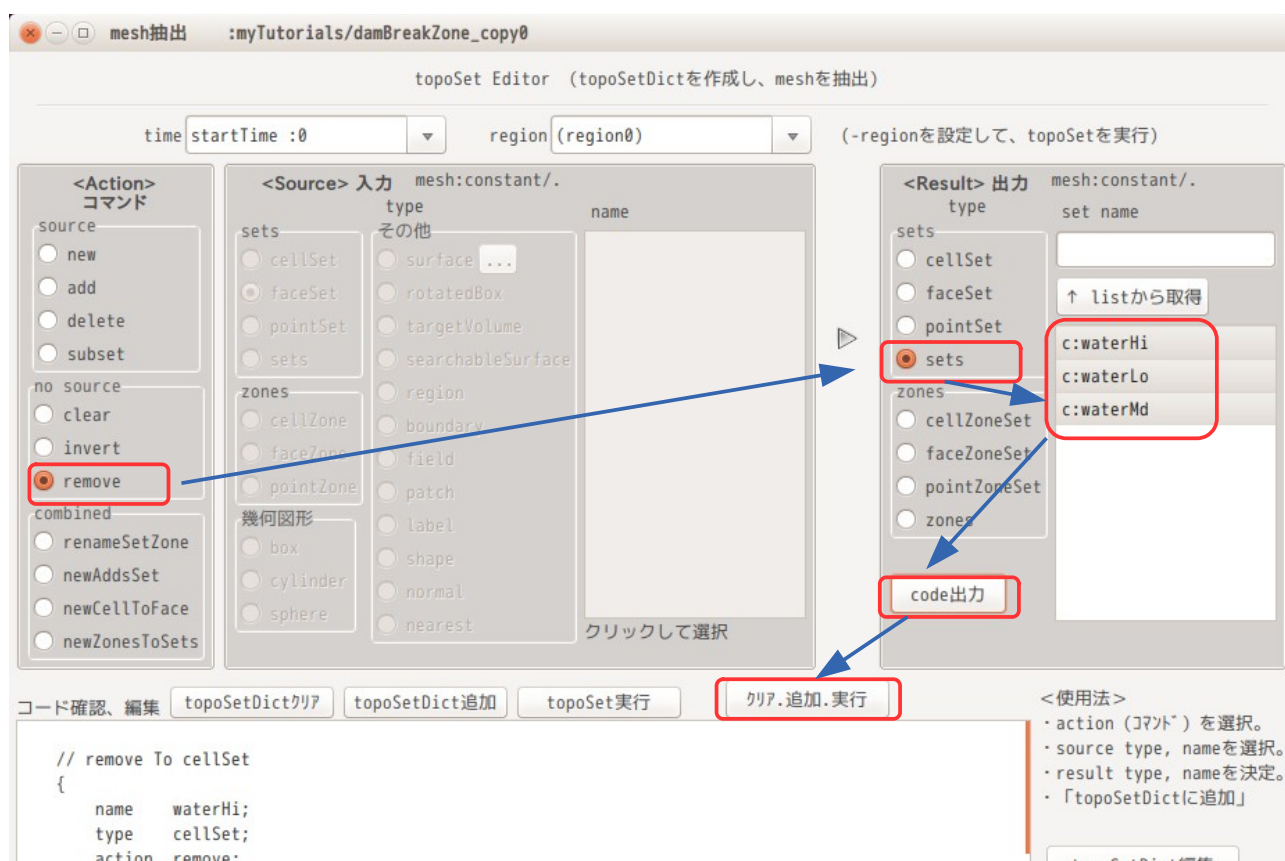 mesh抽出 :myTutorials/damBreakZone_copy0
topoSet Editor (topoSetDictを作成し、meshを抽出)
time startTime :0 region (region0) (-regionを設定して、topoSetを実行)
<Action>
コマンド
source
new
add
delete
subset
no source
clear
invert
remove
combined
renameSetZone
newAddsSet
newCellToFace
newZonesToSets
<Source> 入力 mesh:constant/.
type
name
sets
cellSet
faceSet
pointSet
sets
zones
cellZone
faceZone
pointZone
幾何図形
box
cylinder
sphere
その他
surface ...
rotatedBox
targetVolume
searchableSurface
region
boundary
field
patch
label
shape
normal
nearest
クリックして選択
<Result> 出力 mesh:constant/.
type
set name
sets
cellSet
faceSet
pointSet
sets
zones
cellZoneSet
faceZoneSet
pointZoneSet
zones
code出力
↑ listから取得
c:waterHi
c:waterLo
c:waterMd
コード確認、編集 topoSetDictｸﾘｱ topoSetDict追加 topoSet実行 ｸﾘｱ.追加.実行
// remove To cellSet
{
name waterHi;
type cellSet;
action remove;
<使用法>
・action (ｺﾏﾝﾄﾞ) を選択。
・source type, nameを選択。
・result type, nameを決定。
・「topoSetDictに追加」